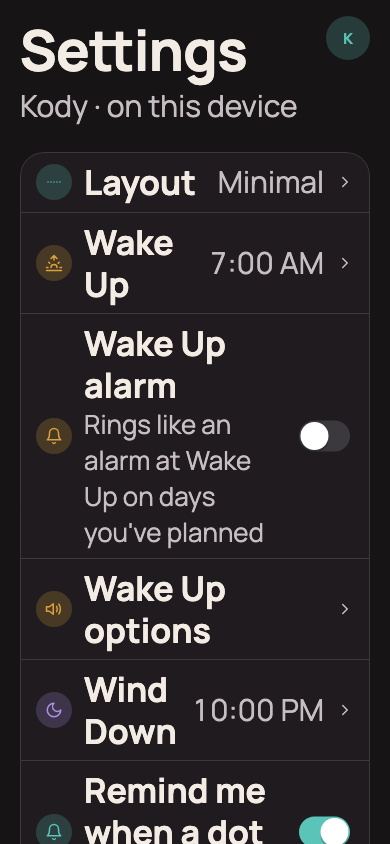 Settings
K
Kody · on this device
Layout
Minimal
Wake
Up
7:00 AM
Wake Up
alarm
Rings like an
alarm at Wake
Up on days
you've planned
Wake Up
options
Wind
Down
10:00 PM
Remind me
when a dot